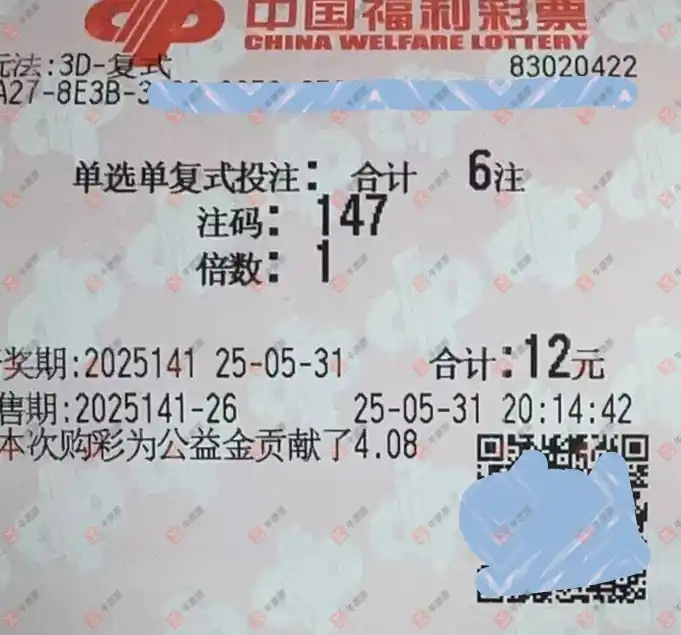 中国福利彩票
CHINA WELFARE LOTTERY
玩法:3D-复式 83020422
A27-8E3B-3
单选单复式投注: 合计 6注
注码: 147
倍数: 1
奖期:2025141 25-05-31 合计:12元
售期:2025141-26 25-05-31 20:14:42
本次购彩为公益金贡献了4.08